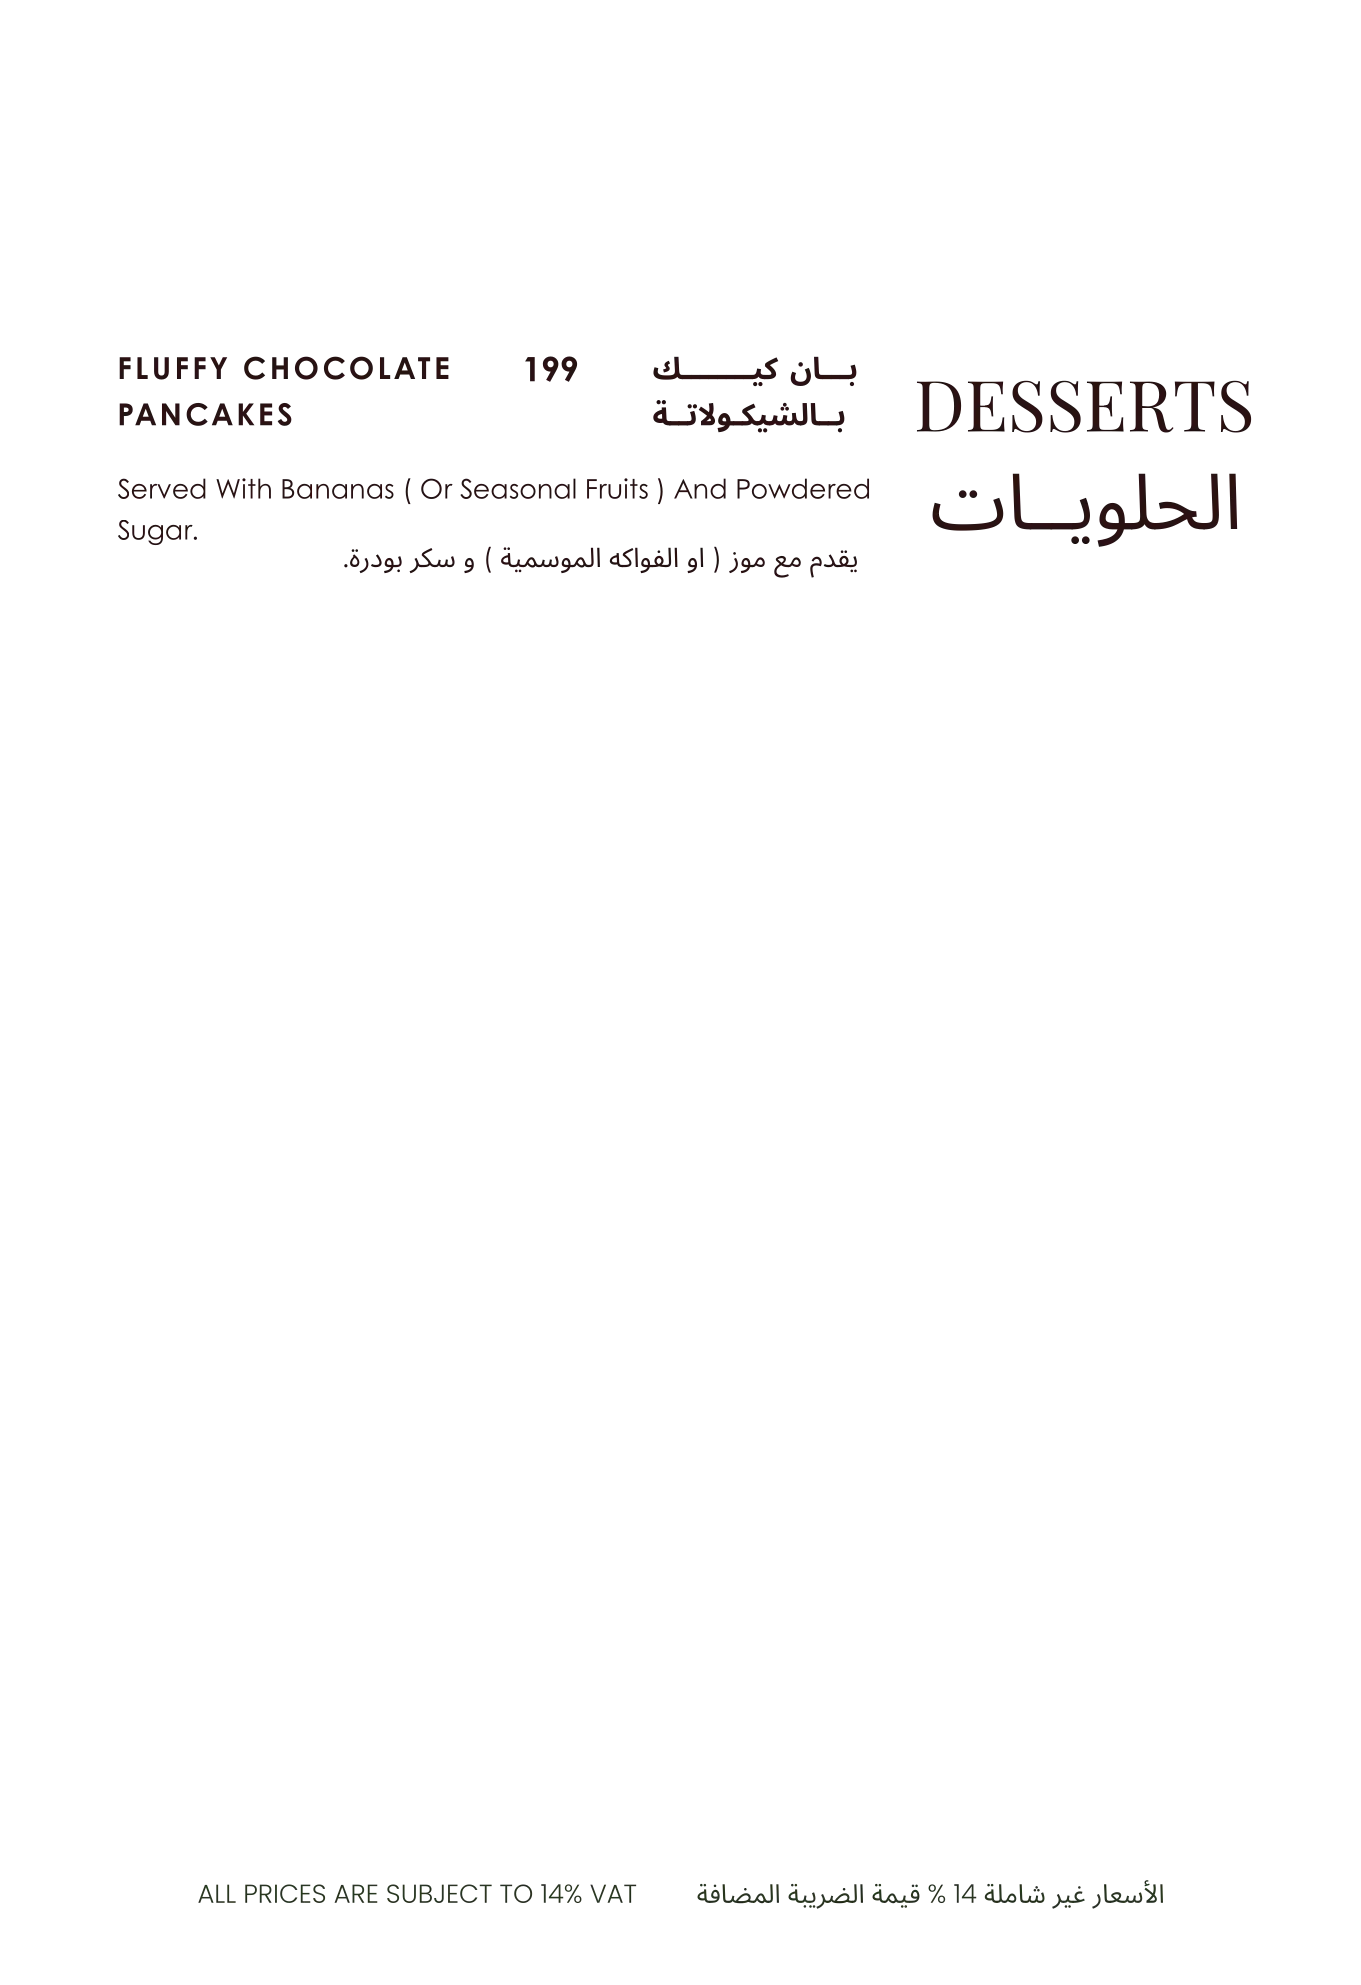 DESSERTS
الحلويــات
FLUFFY CHOCOLATE 199 بــان كيــــــك
PANCAKES بــالشيكـولاتــة
Served With Bananas ( Or Seasonal Fruits ) And Powdered
Sugar.
يقدم مع موز ( او الفواكه الموسمية ) و سكر بودرة.
ALL PRICES ARE SUBJECT TO 14% VAT الأسعار غير شاملة 14 % قيمة الضريبة المضافة